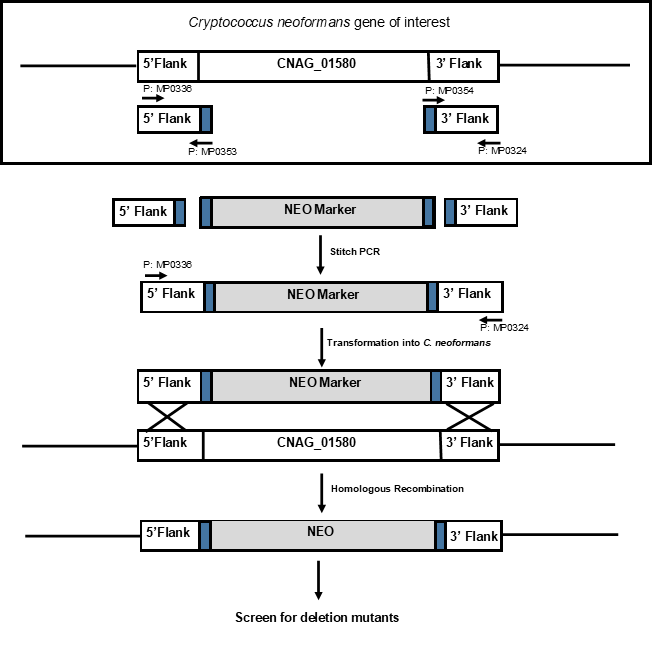 Cryptococcus neoformans gene of interest
5'Flank CNAG_01580 3' Flank
P: MP0336 P: MP0354
5' Flank 3' Flank
P: MP0353 P: MP0324
5' Flank NEO Marker 3' Flank
Stitch PCR
P: MP0336
5' Flank NEO Marker 3' Flank
P: MP0324
Transformation into C. neoformans
5' Flank NEO Marker 3' Flank
5'Flank CNAG_01580 3' Flank
Homologous Recombination
5'Flank NEO 3' Flank
Screen for deletion mutants